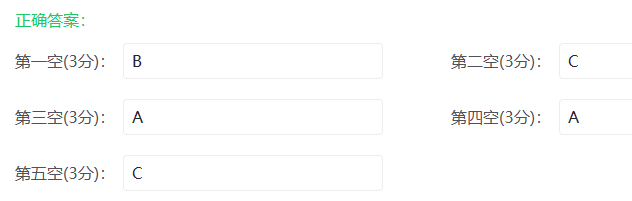 正确答案:
第一空(3分): B 第二空(3分): C
第三空(3分): A 第四空(3分): A
第五空(3分): C